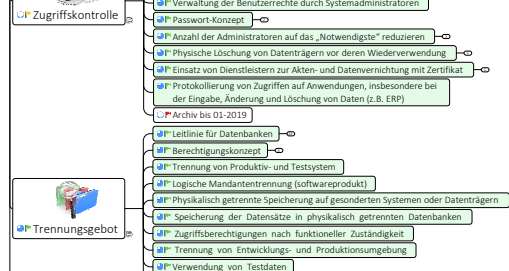 Verwaltung der Benutzerrechte durch Systemadministratoren
Zugriffskontrolle
Passwort-Konzept
Anzahl der Administratoren auf das „Notwendigste" reduzieren
Physische Löschung von Datenträgern vor deren Wiederverwendung
Einsatz von Dienstleistern zur Akten- und Datenvernichtung mit Zertifikat
Protokollierung von Zugriffen auf Anwendungen, insbesondere bei
der Eingabe, Änderung und Löschung von Daten (z.B. ERP)
Archiv bis 01-2019
Leitlinie für Datenbanken
Berechtigungskonzept
Trennung von Produktiv- und Testsystem
Logische Mandantentrennung (softwareprodukt)
Physikalisch getrennte Speicherung auf gesonderten Systemen oder Datenträgern
Speicherung der Datensätze in physikalisch getrennten Datenbanken
Trennungsgebot
Zugriffsberechtigungen nach funktioneller Zuständigkeit
Trennung von Entwicklungs- und Produktionsumgebung
Verwendung von Testdaten